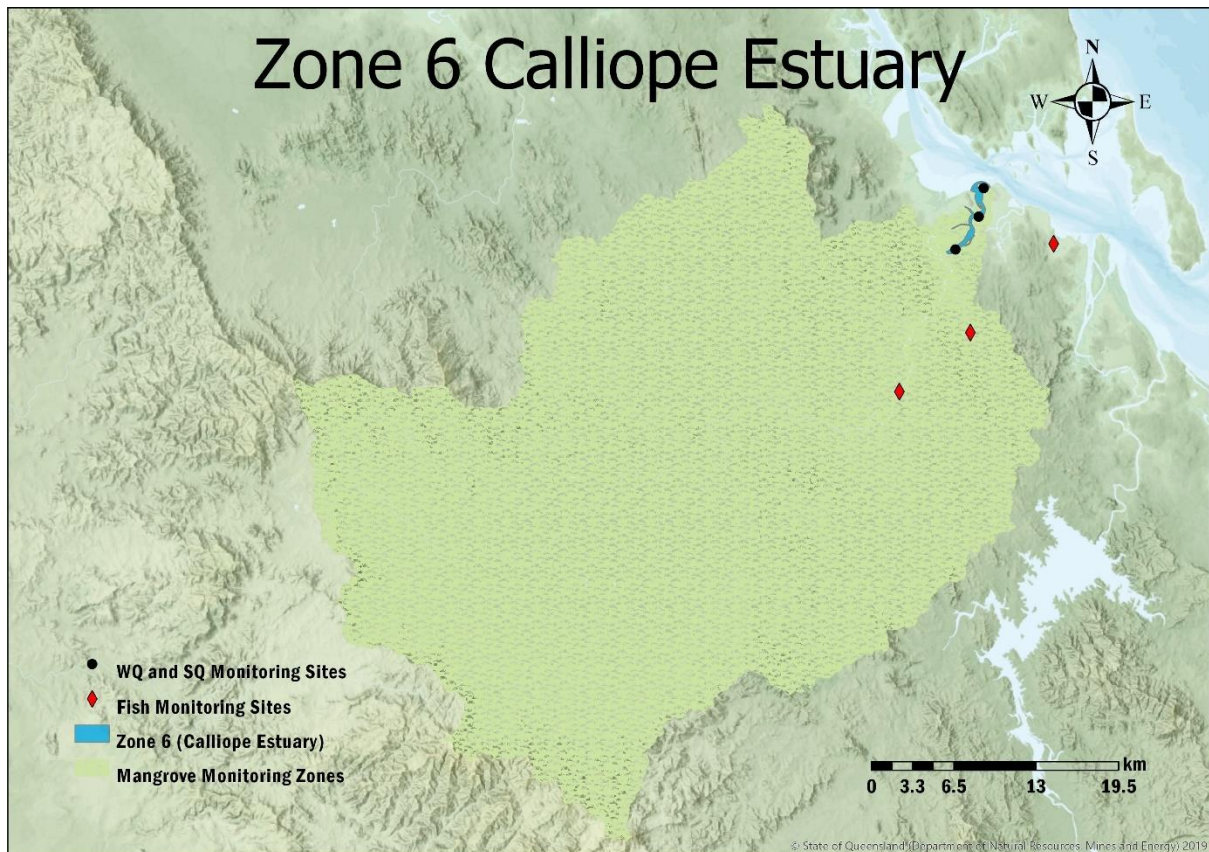 Zone 6 Calliope Estuary
N
W E
S
WQ and SQ Monitoring Sites
Fish Monitoring Sites
Zone 6 (Calliope Estuary)
Mangrove Monitoring Zones
km
0 3.3 6.5 13 19.5
© State of Queensland (Department of Natural Resources, Mines and Energy) 2019